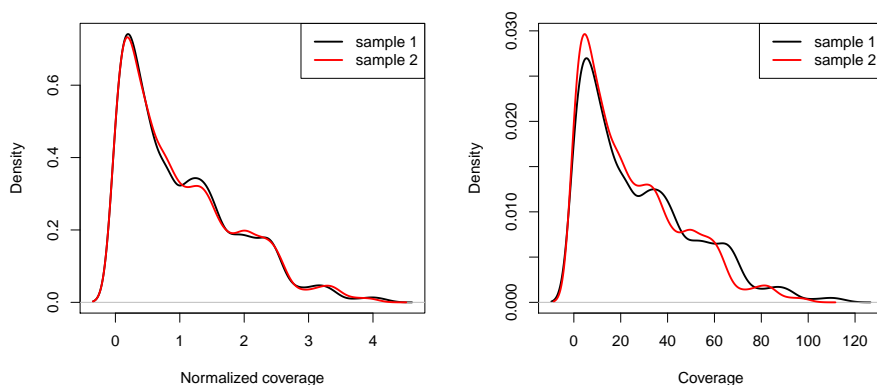 sample 1
sample 2
Density
0.0 0.2 0.4 0.6
0 1 2 3 4
Normalized coverage
sample 1
sample 2
Density
0.000 0.010 0.020 0.030
0 20 40 60 80 100 120
Coverage